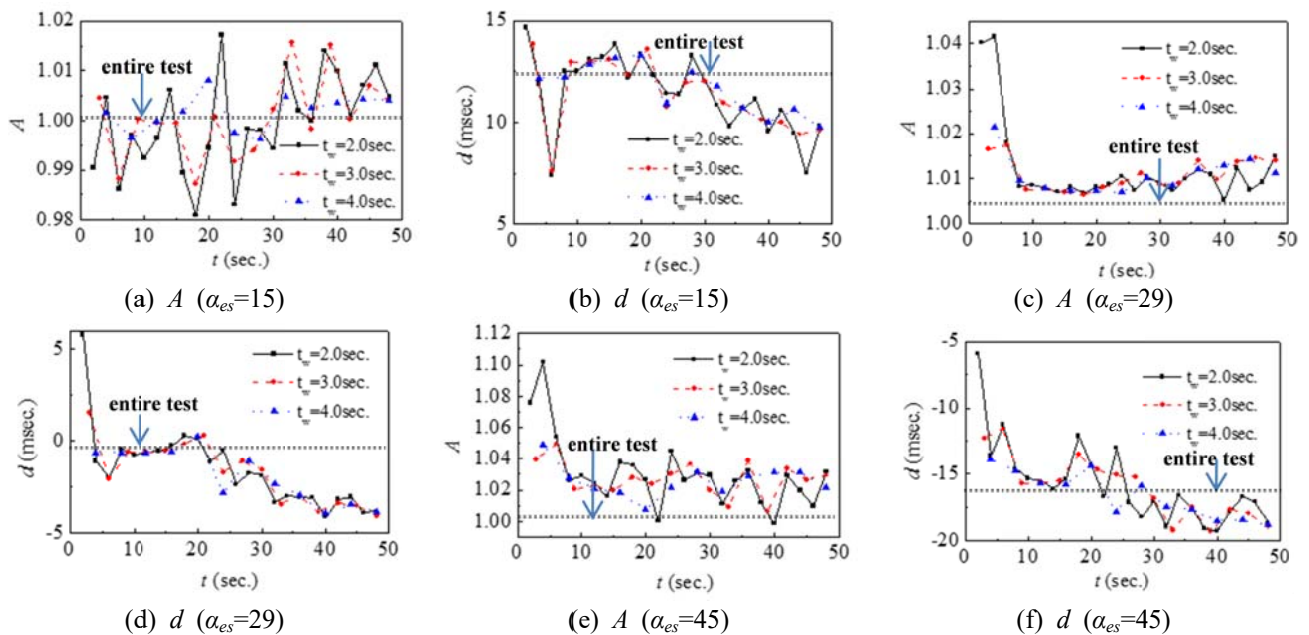 1.02
1.01
1.00
0.99
0.98
A
entire test
t_w=2.0sec.
t_w=3.0sec.
t_w=4.0sec.
0 10 20 30 40 50
t (sec.)
(a) A (α_es=15)
15
10
5
d (msec.)
entire test
t_w=2.0sec.
t_w=3.0sec.
t_w=4.0sec.
0 10 20 30 40 50
t (sec.)
(b) d (α_es=15)
1.04
1.02
1.01
1.00
A
t_w=2.0sec.
t_w=3.0sec.
t_w=4.0sec.
entire test
0 10 20 30 40 50
t (sec.)
(c) A (α_es=29)
5
0
-5
d (msec.)
t_w=2.0sec.
t_w=3.0sec.
t_w=4.0sec.
entire test
0 10 20 30 40 50
t (sec.)
(d) d (α_es=29)
1.12
1.10
1.08
1.06
1.04
1.02
1.00
A
t_w=2.0sec.
t_w=3.0sec.
t_w=4.0sec.
entire test
0 10 20 30 40 50
t (sec.)
(e) A (α_es=45)
-5
-10
-15
-20
d (msec.)
t_w=2.0sec.
t_w=3.0sec.
t_w=4.0sec.
entire test
0 10 20 30 40 50
t (sec.)
(f) d (α_es=45)